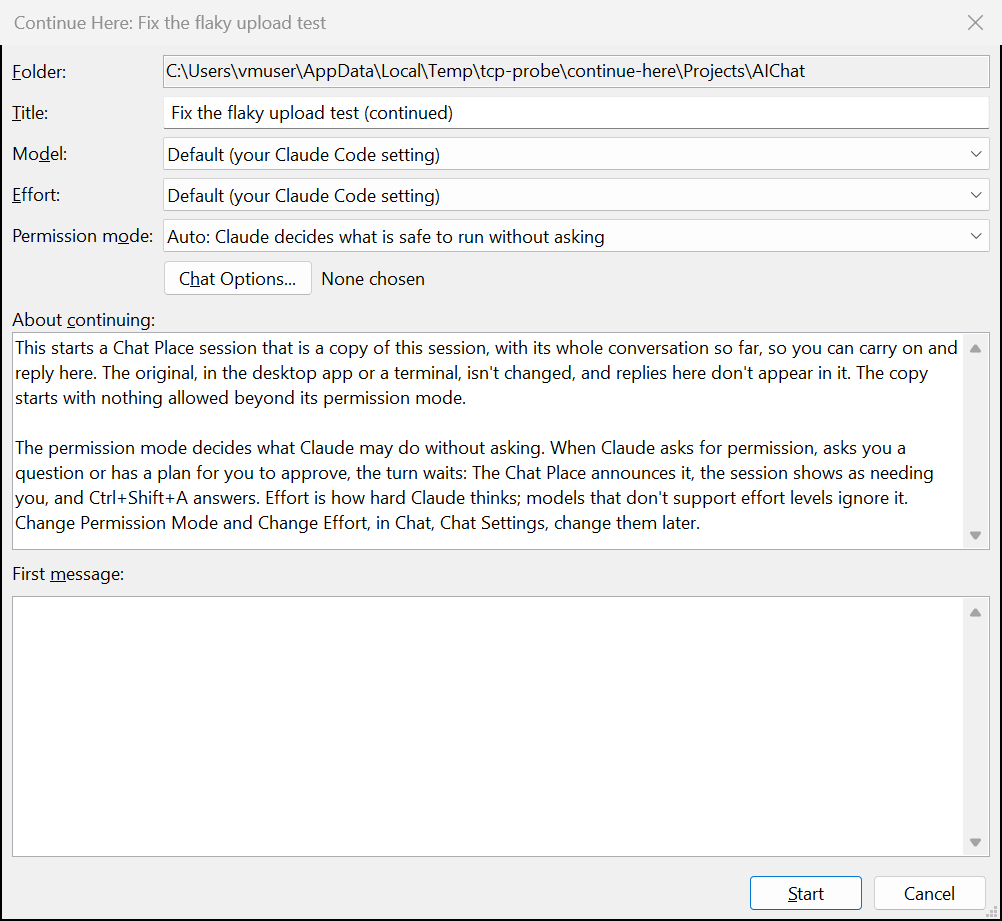 Continue Here: Fix the flaky upload test
Folder: C:\Users\vmuser\AppData\Local\Temp\tcp-probe\continue-here\Projects\AIChat
Title: Fix the flaky upload test (continued)
Model: Default (your Claude Code setting)
Effort: Default (your Claude Code setting)
Permission mode: Auto: Claude decides what is safe to run without asking
Chat Options... None chosen
About continuing:
This starts a Chat Place session that is a copy of this session, with its whole conversation so far, so you can carry on and
reply here. The original, in the desktop app or a terminal, isn't changed, and replies here don't appear in it. The copy
starts with nothing allowed beyond its permission mode.
The permission mode decides what Claude may do without asking. When Claude asks for permission, asks you a
question or has a plan for you to approve, the turn waits: The Chat Place announces it, the session shows as needing
you, and Ctrl+Shift+A answers. Effort is how hard Claude thinks; models that don't support effort levels ignore it.
Change Permission Mode and Change Effort, in Chat, Chat Settings, change them later.
First message:
Start Cancel